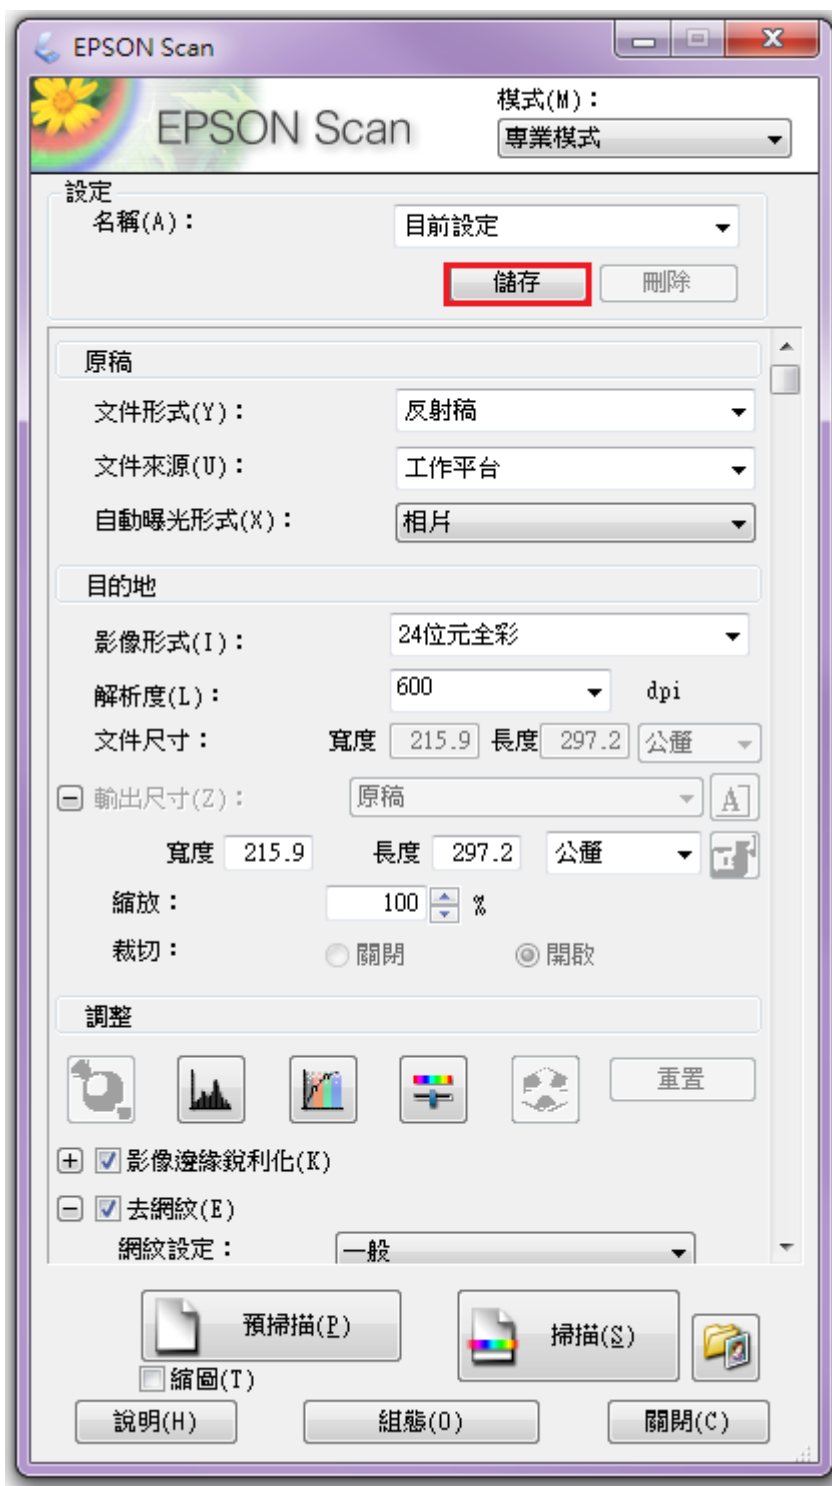 EPSON Scan
EPSON Scan
模式(M)：
專業模式
設定
名稱(A)：
目前設定
儲存
刪除
原稿
文件形式(Y)：
反射稿
文件來源(U)：
工作平台
自動曝光形式(X)：
相片
目的地
影像形式(I)：
24位元全彩
解析度(L)：
600
dpi
文件尺寸：
寬度 215.9 長度 297.2 公釐
輸出尺寸(Z)：
原稿
寬度 215.9 長度 297.2 公釐
縮放：
100 %
裁切：
關閉
開啟
調整
重置
影像邊緣銳利化(K)
去網紋(E)
網紋設定：
一般
預掃描(P)
掃描(S)
縮圖(T)
說明(H)
組態(O)
關閉(C)